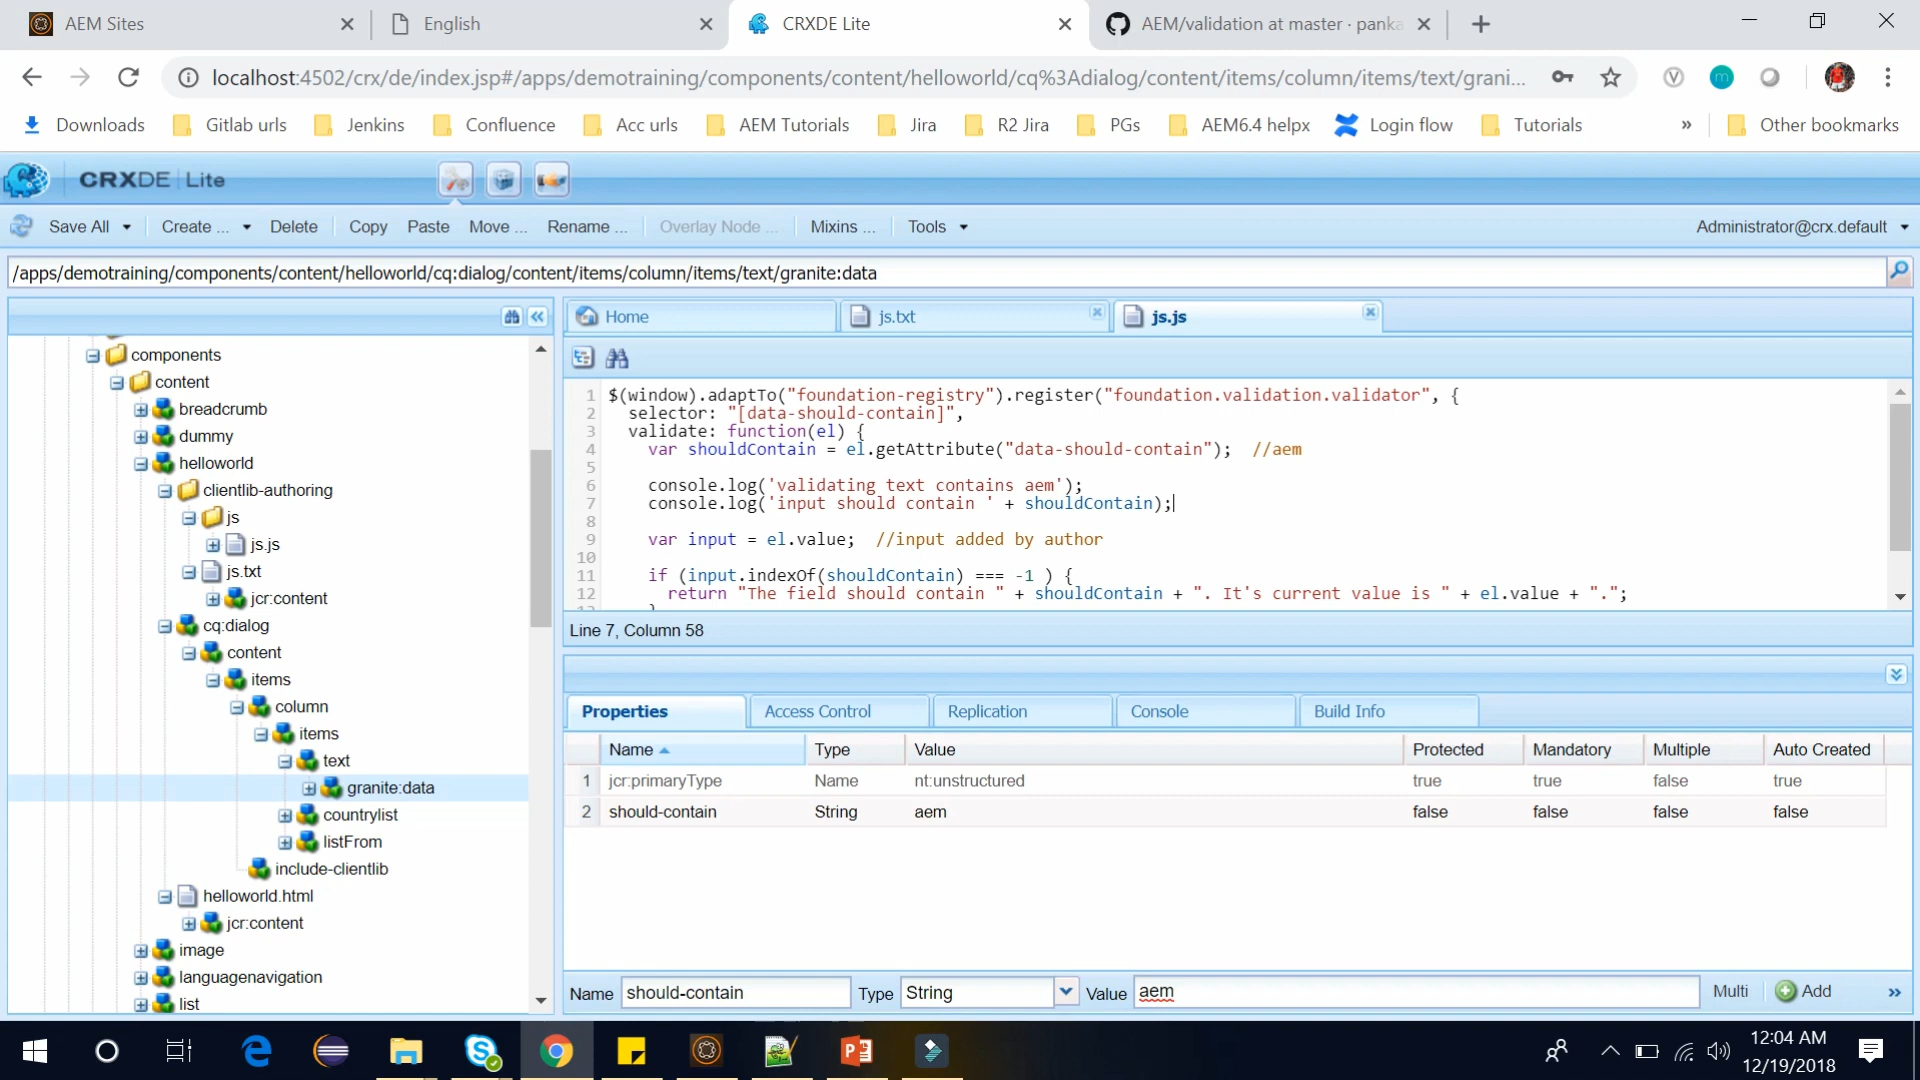 AEM Sites
English
CRXDE Lite
AEM/validation at master · panka
localhost:4502/crx/de/index.jsp#/apps/demotraining/components/content/helloworld/cq%3Adialog/content/items/column/items/text/grani...
Downloads
Gitlab urls
Jenkins
Confluence
Acc urls
AEM Tutorials
Jira
R2 Jira
PGs
AEM6.4 helpx
Login flow
Tutorials
»
Other bookmarks
CRXDE | Lite
Save All
Create ...
Delete
Copy
Paste
Move ...
Rename ...
Overlay Node ...
Mixins ...
Tools
Administrator@crx.default
/apps/demotraining/components/content/helloworld/cq:dialog/content/items/column/items/text/granite:data
components
content
breadcrumb
dummy
helloworld
clientlib-authoring
js
js.js
js.txt
jcr:content
cq:dialog
content
items
column
items
text
granite:data
countrylist
listFrom
include-clientlib
helloworld.html
jcr:content
image
languagenavigation
list
Home
js.txt
js.js
1 $(window).adaptTo("foundation-registry").register("foundation.validation.validator", {
2 selector: "[data-should-contain]",
3 validate: function(el) {
4 var shouldContain = el.getAttribute("data-should-contain"); //aem
5
6 console.log('validating text contains aem');
7 console.log('input should contain ' + shouldContain);
8
9 var input = el.value; //input added by author
10
11 if (input.indexOf(shouldContain) === -1 ) {
12 return "The field should contain " + shouldContain + ". It's current value is " + el.value + ".";
Line 7, Column 58
Properties
Access Control
Replication
Console
Build Info
Name Type Value Protected Mandatory Multiple Auto Created
1 jcr:primaryType Name nt:unstructured true true false true
2 should-contain String aem false false false false
Name should-contain Type String Value aem Multi Add »
12:04 AM
12/19/2018